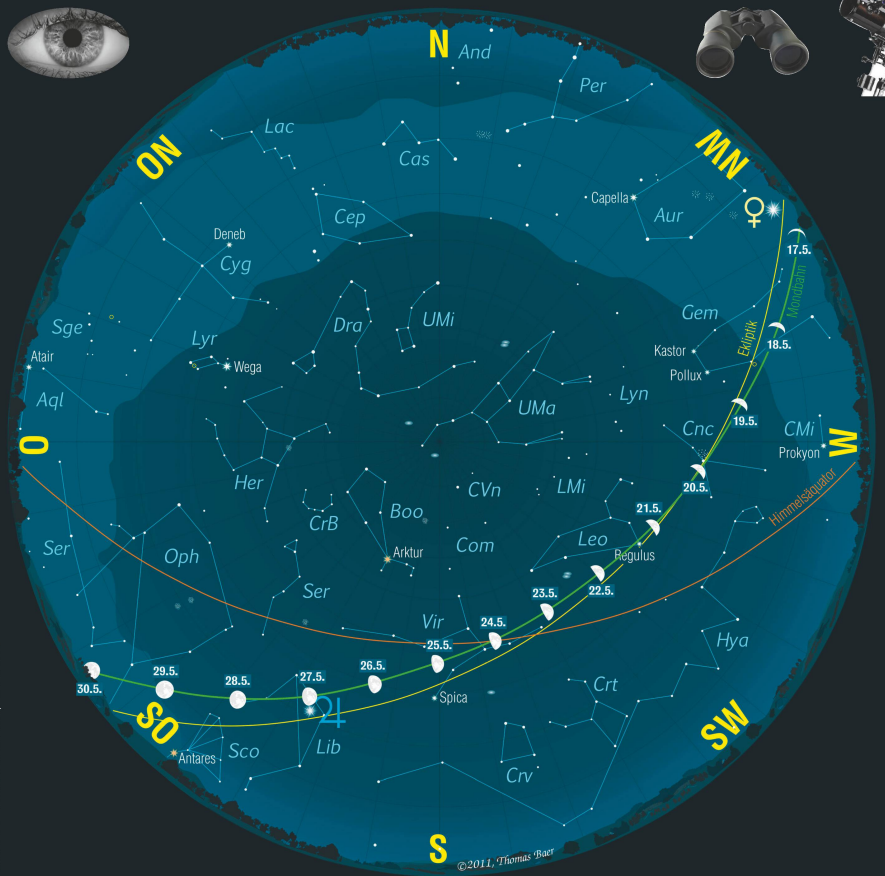 N
And
Per
Lac
NO
NW
Cas
Capella
Aur
♀
Cep
Deneb
17.5.
Cyg
Mondbahn
Gem
Sge
Dra
UMi
Ekliptik
Lyr
18.5.
Atair
Wega
Kastor
Pollux
Lyn
Aql
UMa
19.5.
Cnc
CMi
O
W
Prokyon
Her
CVn
LMi
20.5.
Himmelsäquator
CrB
Boo
21.5.
Ser
Oph
Arktur
Com
Leo
Regulus
Ser
22.5.
23.5.
Vir
24.5.
Hya
25.5.
26.5.
27.5.
28.5.
29.5.
30.5.
Crt
Spica
♃
SO
SW
Sco
Lib
Antares
Crv
S
©2011, Thomas Baer